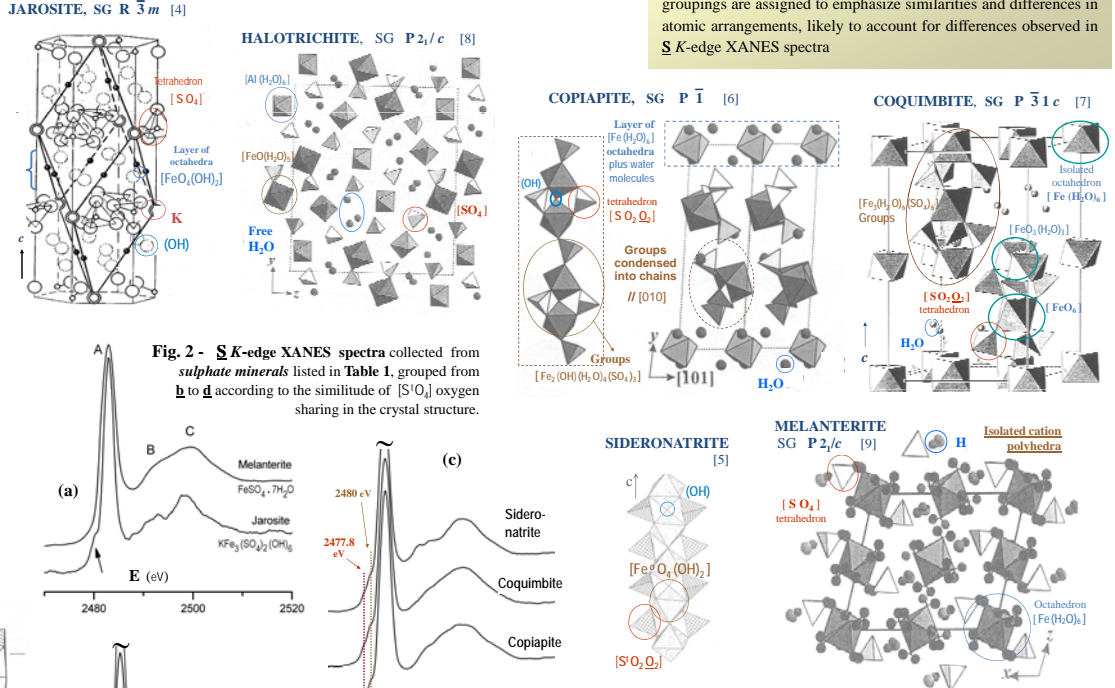 groupings are assigned to emphasize similarities and differences in
atomic arrangements, likely to account for differences observed in
S K-edge XANES spectra
JAROSITE, SG R 3̅ m [4]
Tetrahedron
[ S O₄]
Layer of
octahedra
[FeO₄(OH)₂]
K
(OH)
c
HALOTRICHITE, SG P 2₁/ c [8]
[Al (H₂O)₆]
[FeO(H₂O)₅]
[SO₄]
Free
H₂O
y
z
COPIAPITE, SG P 1̅ [6]
Layer of
[Fe (H₂O)₆]
octahedra
plus water
molecules
(OH)
tetrahedron
[ S O₂ O₂]
Groups
condensed
into chains
// [010]
Groups
[ Fe₂ (OH) (H₂O)₄(SO₄)₃]
y
[101]
H₂O
COQUIMBITE, SG P 3̅ 1 c [7]
Isolated
octahedron
[ Fe (H₂O)₆]
[Fe₃(H₂O)₆(SO₄)₆]
Groups
[FeO₃(H₂O)₃]
[ SO₂O₂]
tetrahedron
[ FeO₆]
H₂O
c
Fig. 2 - S K-edge XANES spectra collected from
sulphate minerals listed in Table 1, grouped from
b to d according to the similitude of [SᵗO₄] oxygen
sharing in the crystal structure.
A
B
C
(a)
Melanterite
FeSO₄.7H₂O
Jarosite
KFe₃(SO₄)₂(OH)₆
E (eV)
2480
2500
2520
~
~
(c)
2480 eV
2477.8
eV
Sidero-
natrite
Coquimbite
Copiapite
SIDERONATRITE
[5]
c
(OH)
[Fe°O₄(OH)₂]
[SᵗO₂O₂]
MELANTERITE
SG P 2₁/c [9]
H
Isolated cation
polyhedra
[ S O₄]
tetrahedron
Octahedron
[ Fe (H₂O)₆]
z
x